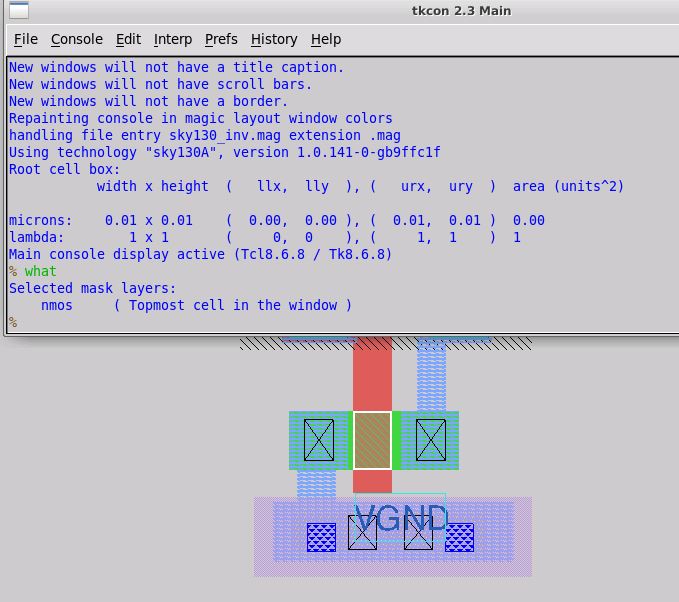 tkcon 2.3 Main
File Console Edit Interp Prefs History Help
New windows will not have a title caption.
New windows will not have scroll bars.
New windows will not have a border.
Repainting console in magic layout window colors
handling file entry sky130_inv.mag extension .mag
Using technology "sky130A", version 1.0.141-0-gb9ffc1f
Root cell box:
width x height ( llx, lly ), ( urx, ury ) area (units^2)
microns: 0.01 x 0.01 ( 0.00, 0.00 ), ( 0.01, 0.01 ) 0.00
lambda: 1 x 1 ( 0, 0 ), ( 1, 1 ) 1
Main console display active (Tcl8.6.8 / Tk8.6.8)
% what
Selected mask layers:
nmos ( Topmost cell in the window )
%
VGND